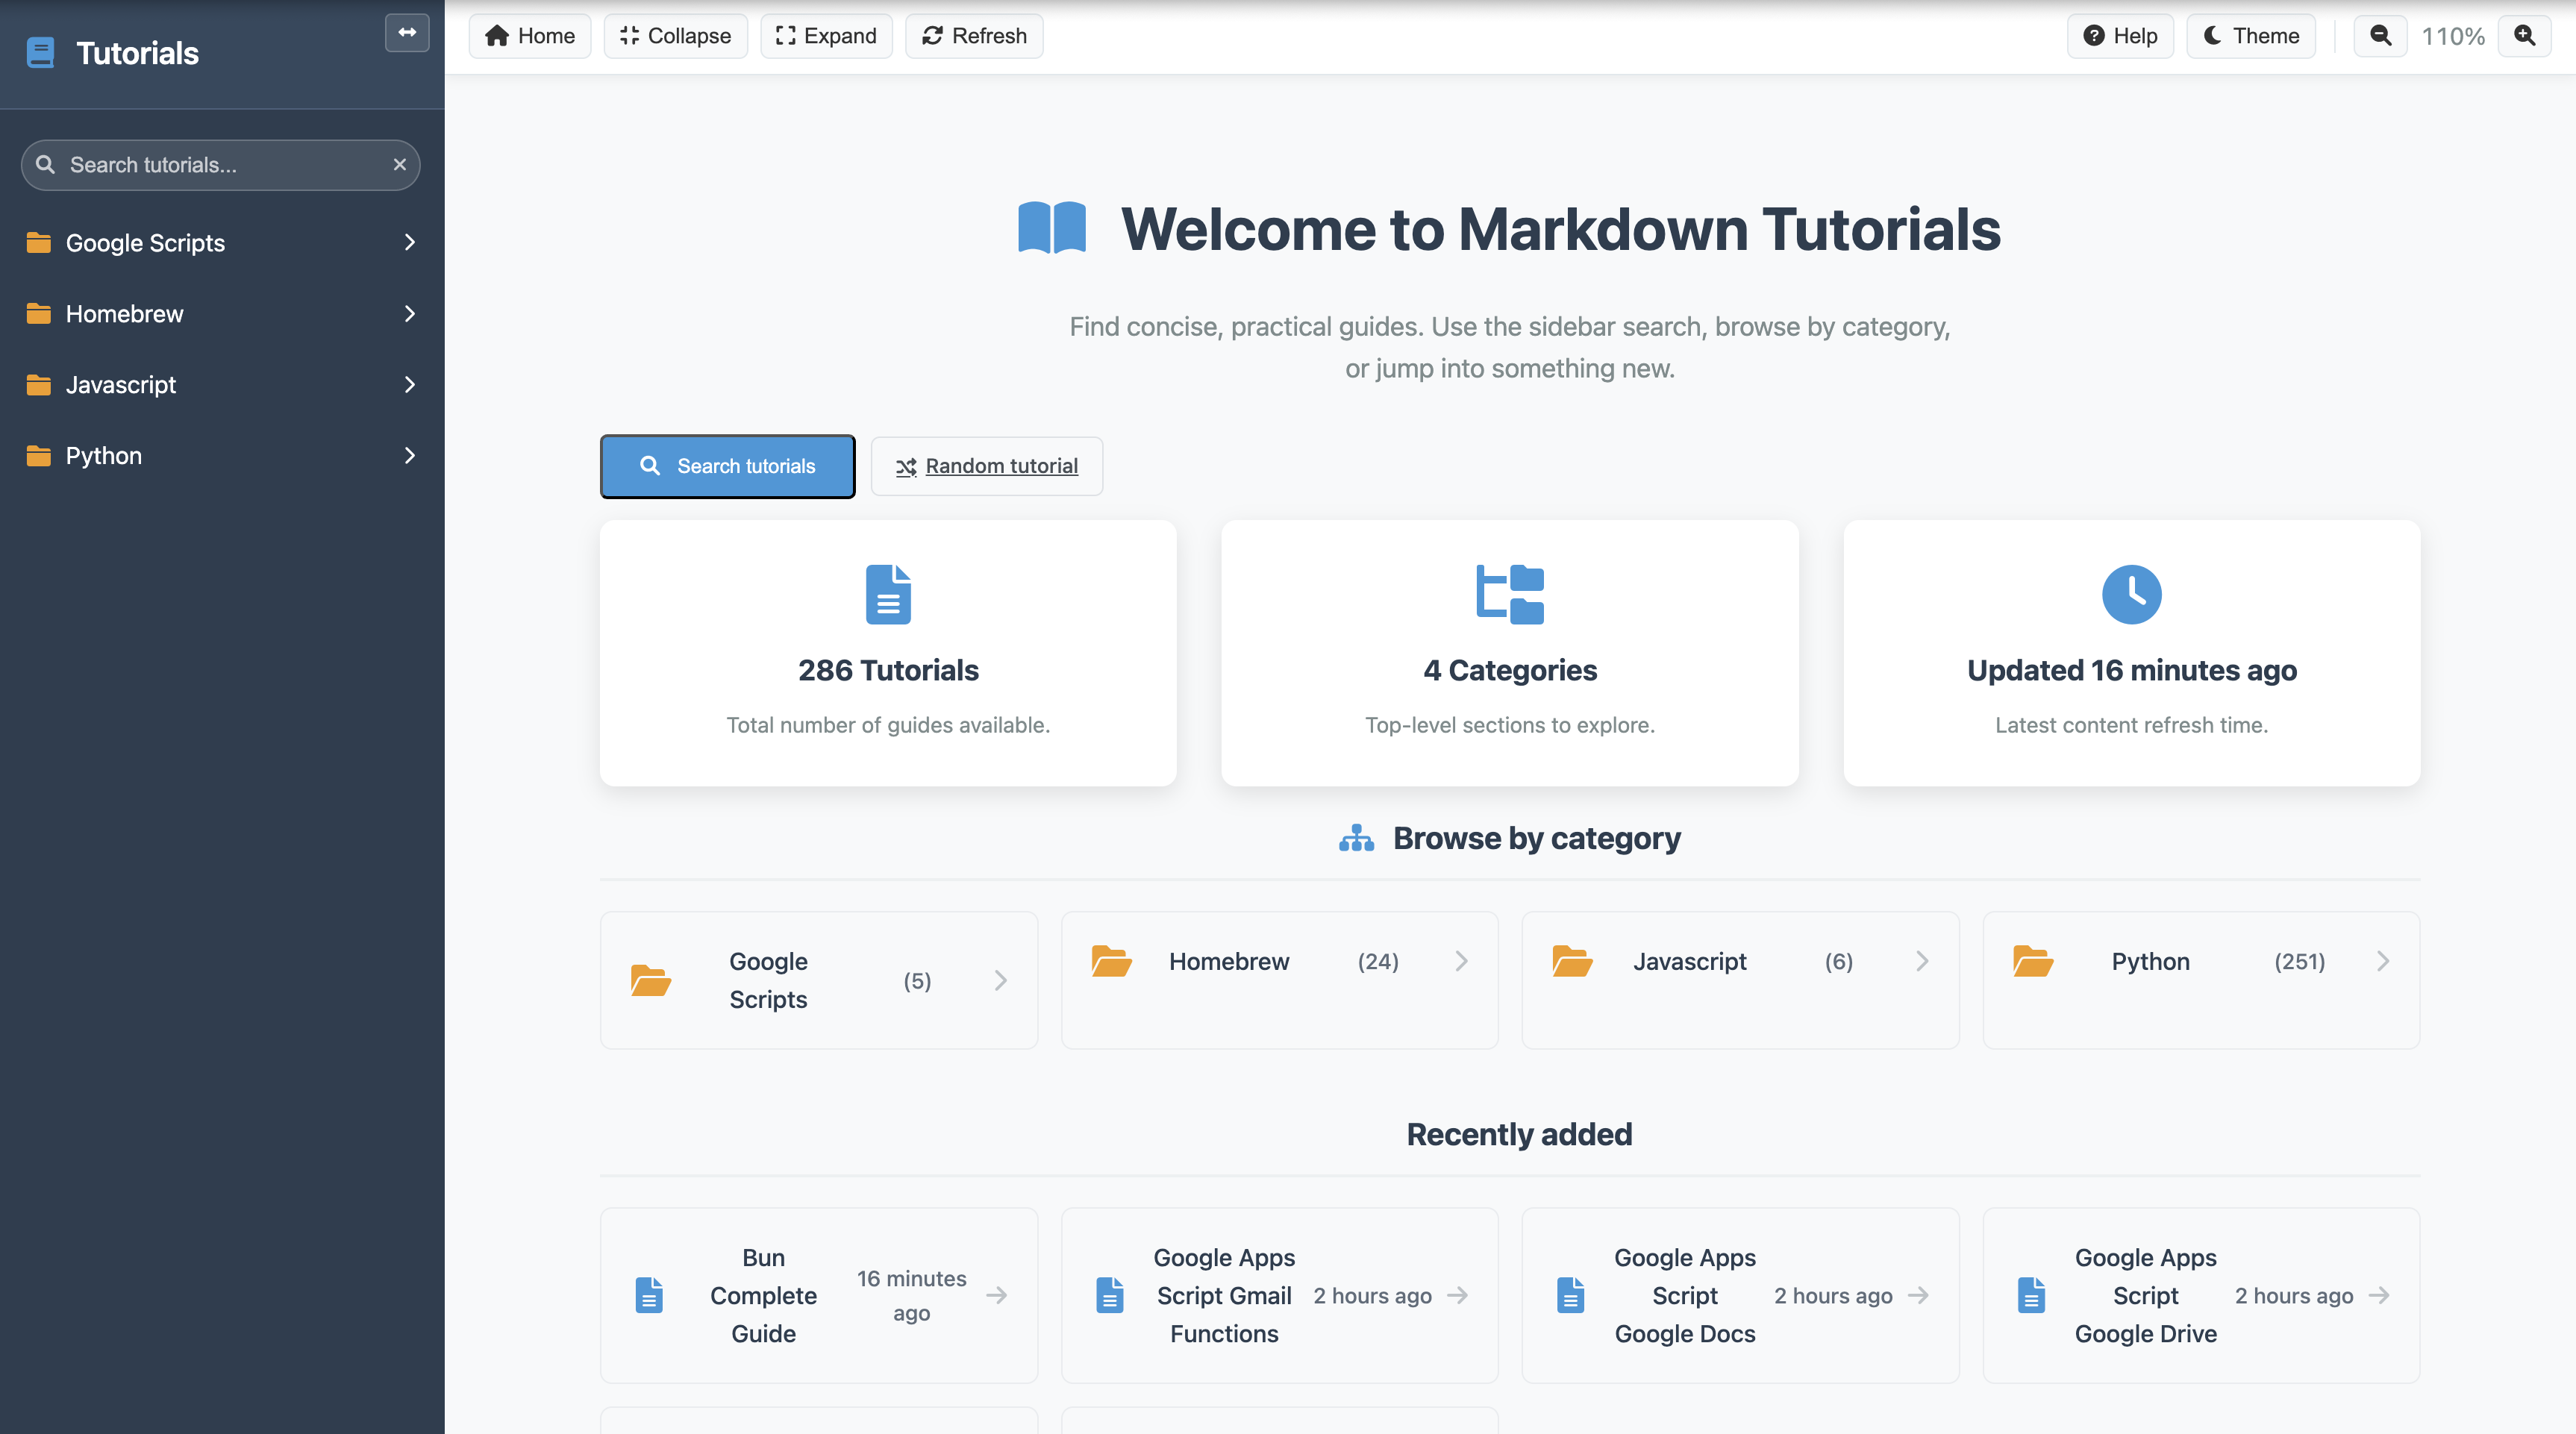 Tutorials
Search tutorials...
Google Scripts
Homebrew
Javascript
Python
Home
Collapse
Expand
Refresh
Help
Theme
110%
Welcome to Markdown Tutorials
Find concise, practical guides. Use the sidebar search, browse by category,
or jump into something new.
Search tutorials
Random tutorial
286 Tutorials
Total number of guides available.
4 Categories
Top-level sections to explore.
Updated 16 minutes ago
Latest content refresh time.
Browse by category
Google
Scripts
(5)
Homebrew
(24)
Javascript
(6)
Python
(251)
Recently added
Bun
Complete
Guide
16 minutes
ago
Google Apps
Script Gmail
Functions
2 hours ago
Google Apps
Script
Google Docs
2 hours ago
Google Apps
Script
Google Drive
2 hours ago